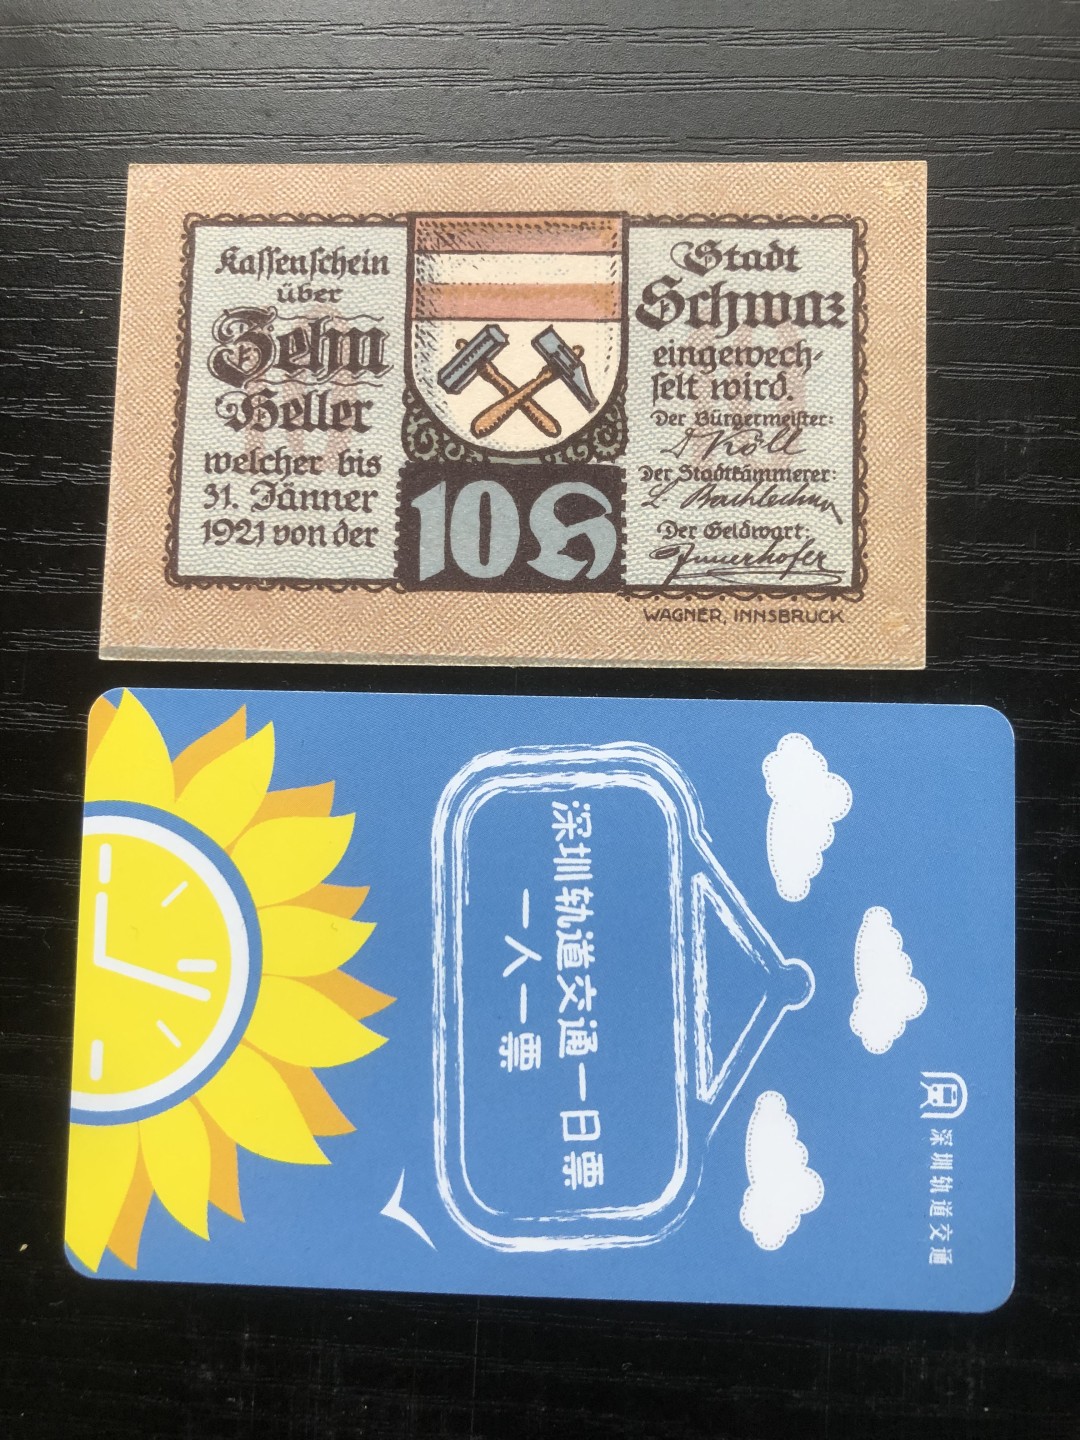 Kassenschein
über
Zehn
Heller
welcher bis
31. Jänner
1921 von der
10 H
Stadt
Schwaz
eingewech-
selt wird.
Der Bürgermeister:
Der Stadtkämmerer:
Der Geldwart:
WAGNER, INNSBRUCK
深圳轨道交通
深圳轨道交通一日票
一人一票